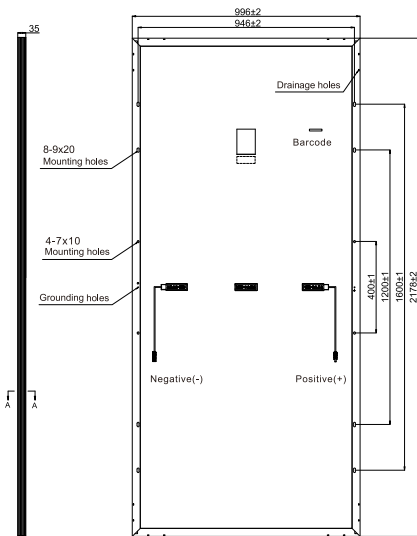 996±2
946±2
35
Drainage holes
Barcode
8-9x20
Mounting holes
4-7x10
Mounting holes
Grounding holes
400±1
1200±1
1600±1
2178±2
Negative(-)
Positive(+)
A
A